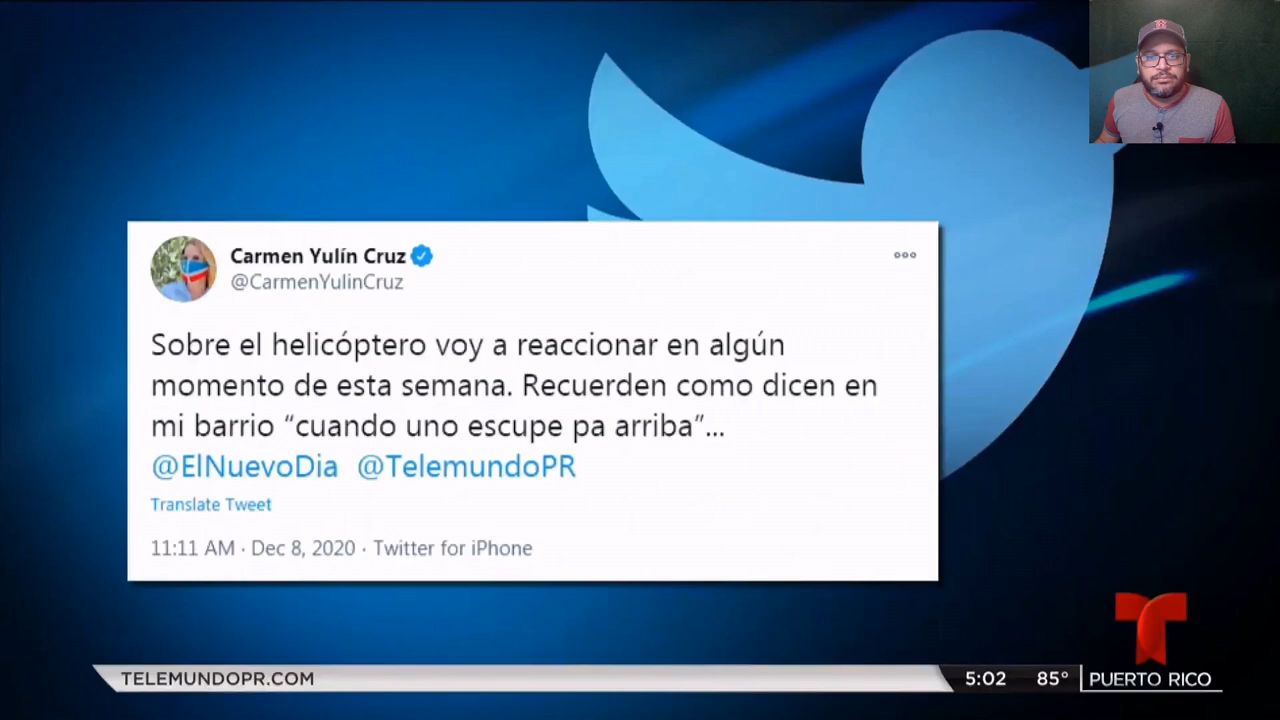 Carmen Yulín Cruz
@CarmenYulinCruz
Sobre el helicóptero voy a reaccionar en algún
momento de esta semana. Recuerden como dicen en
mi barrio “cuando uno escupe pa arriba”...
@ElNuevoDia @TelemundoPR
Translate Tweet
11:11 AM · Dec 8, 2020 · Twitter for iPhone
TELEMUNDOPR.COM
5:02 85° PUERTO RICO